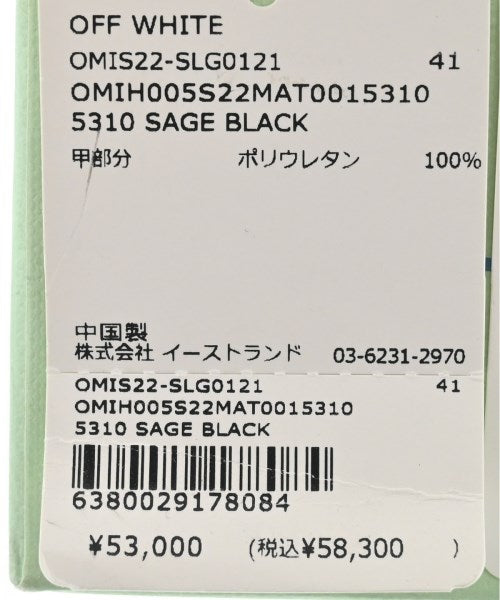 OFF WHITE
OMIS22-SLG0121 41
OMIH005S22MAT0015310
5310 SAGE BLACK
甲部分 ポリウレタン 100%
中国製
株式会社 イーストランド 03-6231-2970
OMIS22-SLG0121 41
OMIH005S22MAT0015310
5310 SAGE BLACK
6380029178084
¥53,000 (税込¥58,300 )